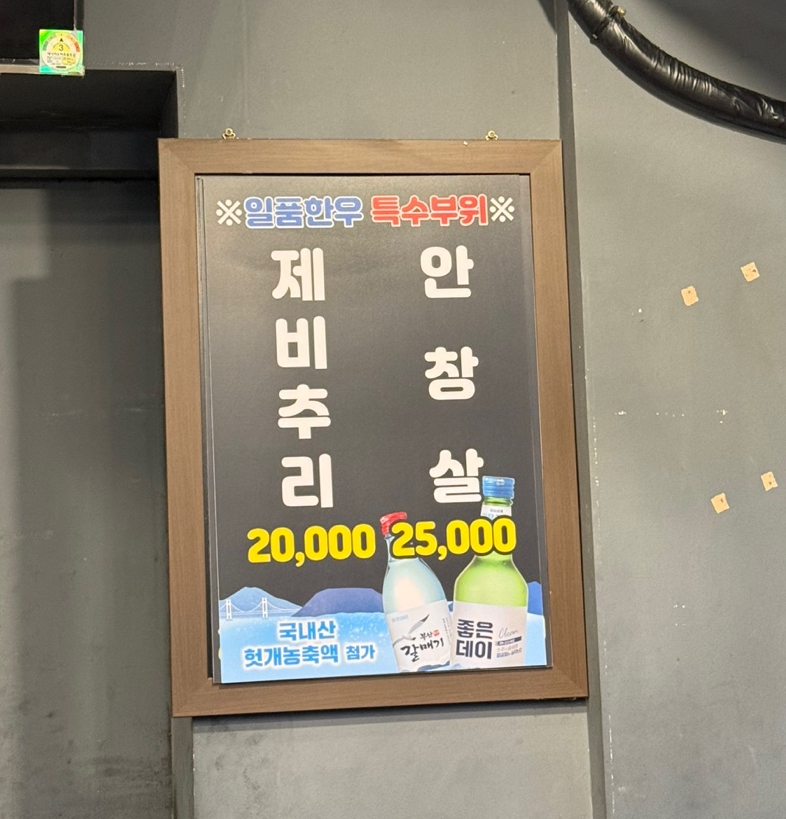 ※일품한우 특수부위※
제비추리
안창살
20,000
25,000
국내산
헛개농축액 첨가
부산
갈매기
좋은
데이
Clean
3